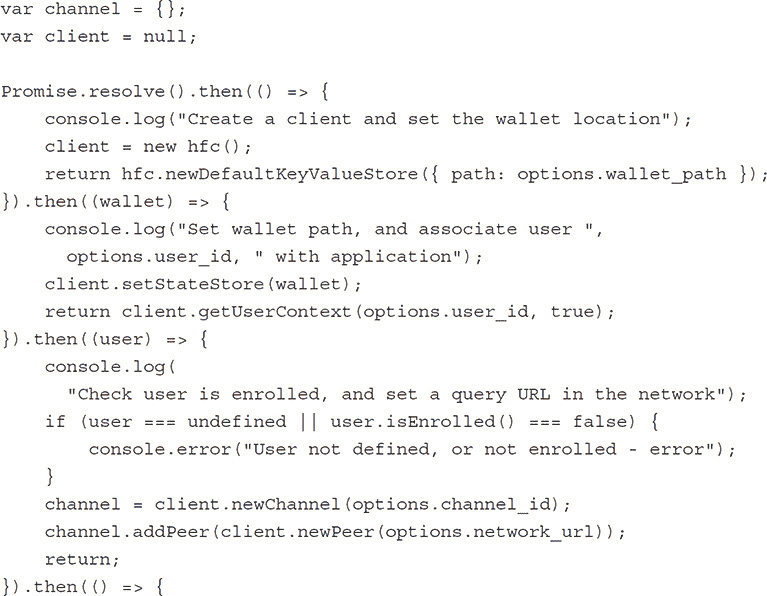 var channel = {};
var client = null;

Promise.resolve().then(() => {
    console.log("Create a client and set the wallet location");
    client = new hfc();
    return hfc.newDefaultKeyValueStore({ path: options.wallet_path });
}).then((wallet) => {
    console.log("Set wallet path, and associate user ",
      options.user_id, " with application");
    client.setStateStore(wallet);
    return client.getUserContext(options.user_id, true);
}).then((user) => {
    console.log(
      "Check user is enrolled, and set a query URL in the network");
    if (user === undefined || user.isEnrolled() === false) {
        console.error("User not defined, or not enrolled - error");
    }
    channel = client.newChannel(options.channel_id);
    channel.addPeer(client.newPeer(options.network_url));
    return;
}).then(() => {